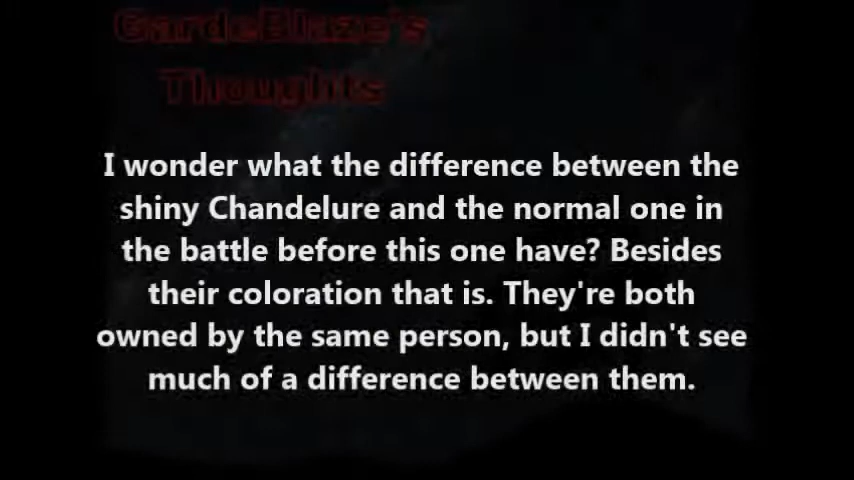 GardeBlaze's
Thoughts
I wonder what the difference between the
shiny Chandelure and the normal one in
the battle before this one have? Besides
their coloration that is. They're both
owned by the same person, but I didn't see
much of a difference between them.